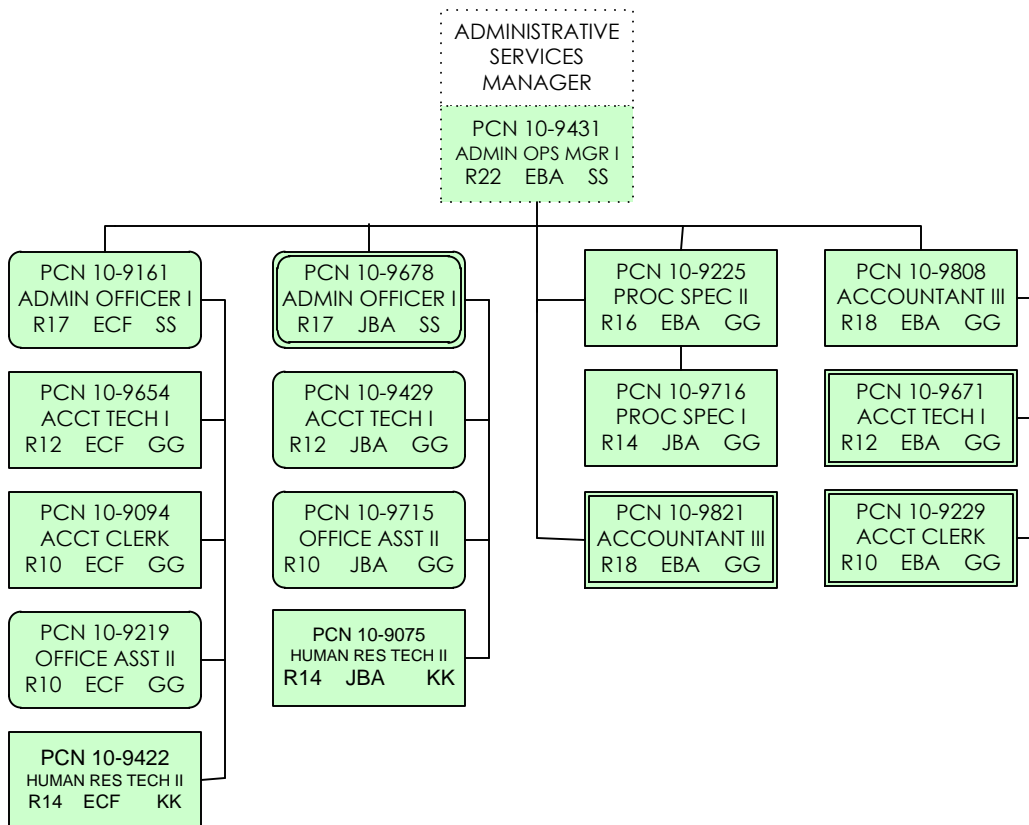 ADMINISTRATIVE
SERVICES
MANAGER
PCN 10-9431
ADMIN OPS MGR I
R22 EBA SS
PCN 10-9161
ADMIN OFFICER I
R17 ECF SS
PCN 10-9654
ACCT TECH I
R12 ECF GG
PCN 10-9094
ACCT CLERK
R10 ECF GG
PCN 10-9219
OFFICE ASST II
R10 ECF GG
PCN 10-9422
HUMAN RES TECH II
R14 ECF KK
PCN 10-9678
ADMIN OFFICER I
R17 JBA SS
PCN 10-9429
ACCT TECH I
R12 JBA GG
PCN 10-9715
OFFICE ASST II
R10 JBA GG
PCN 10-9075
HUMAN RES TECH II
R14 JBA KK
PCN 10-9225
PROC SPEC II
R16 EBA GG
PCN 10-9716
PROC SPEC I
R14 JBA GG
PCN 10-9821
ACCOUNTANT III
R18 EBA GG
PCN 10-9808
ACCOUNTANT III
R18 EBA GG
PCN 10-9671
ACCT TECH I
R12 EBA GG
PCN 10-9229
ACCT CLERK
R10 EBA GG